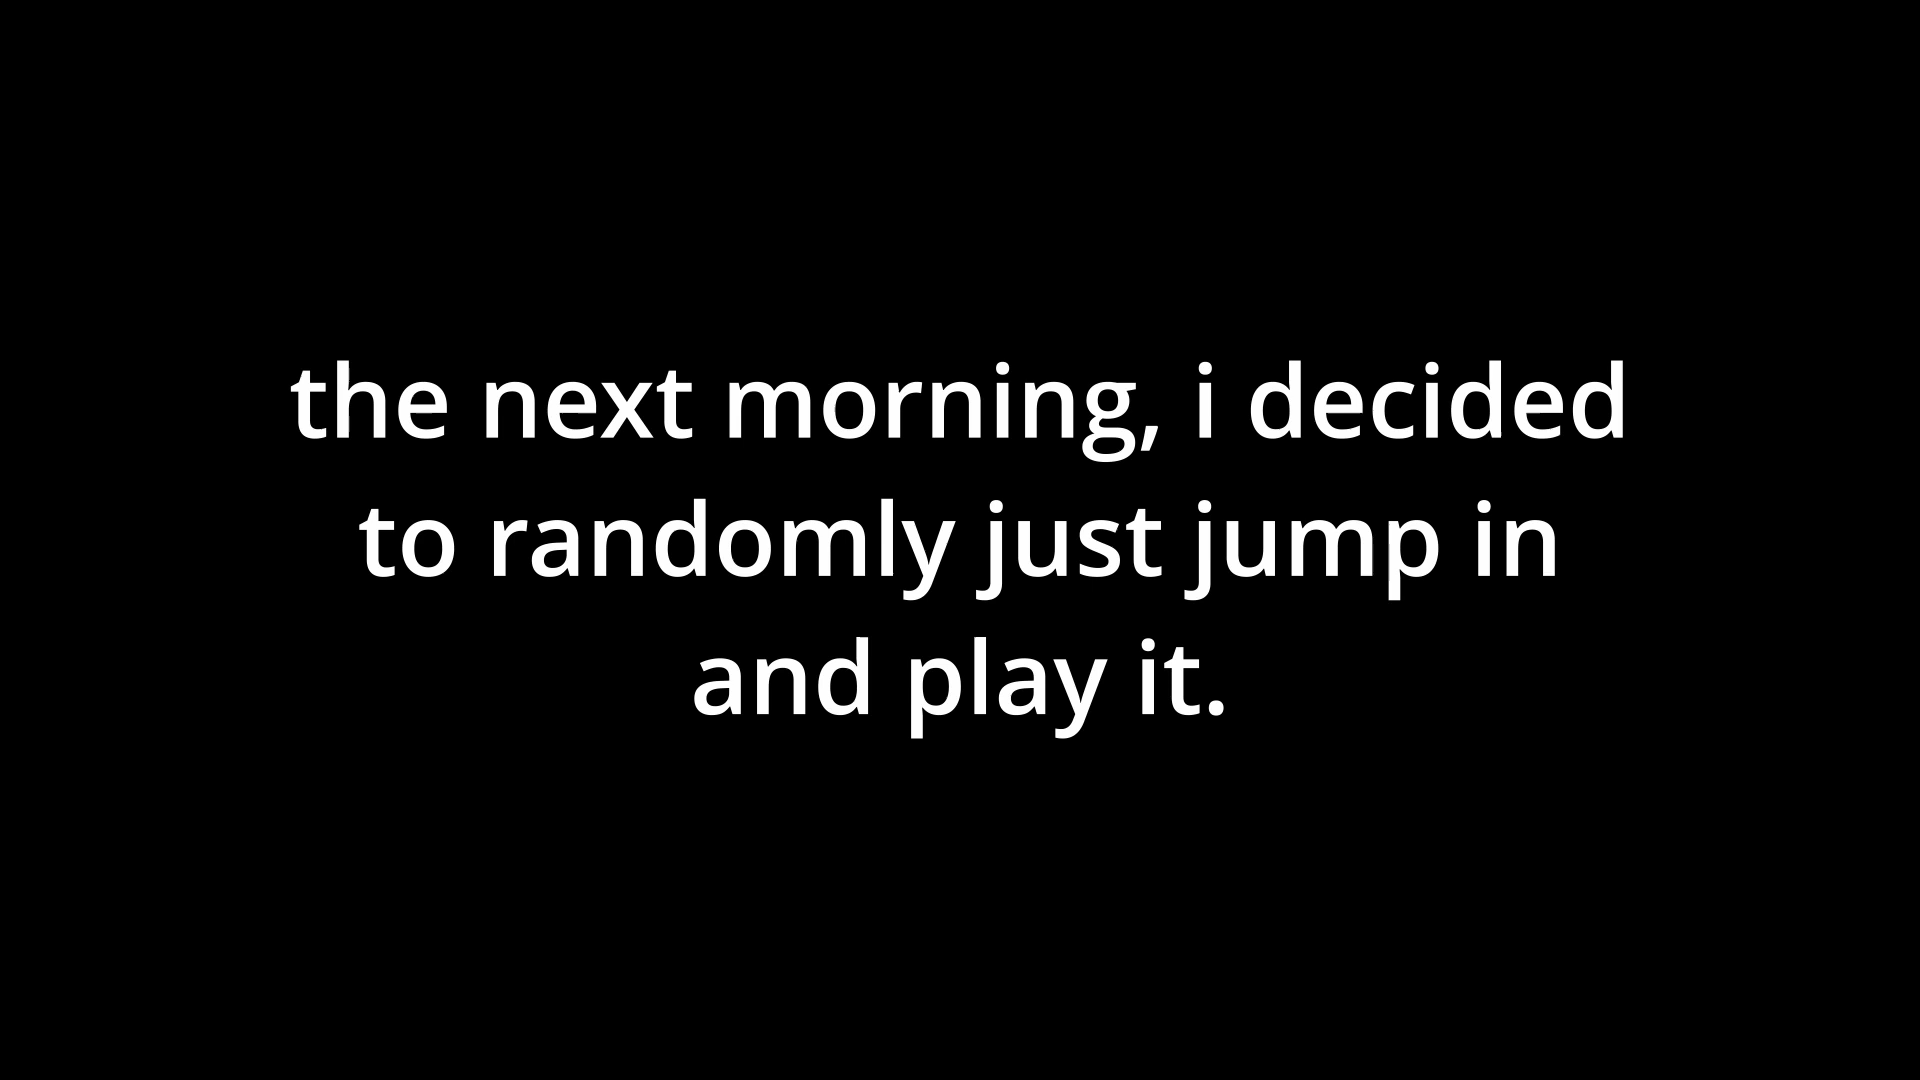 the next morning, i decided
to randomly just jump in
and play it.